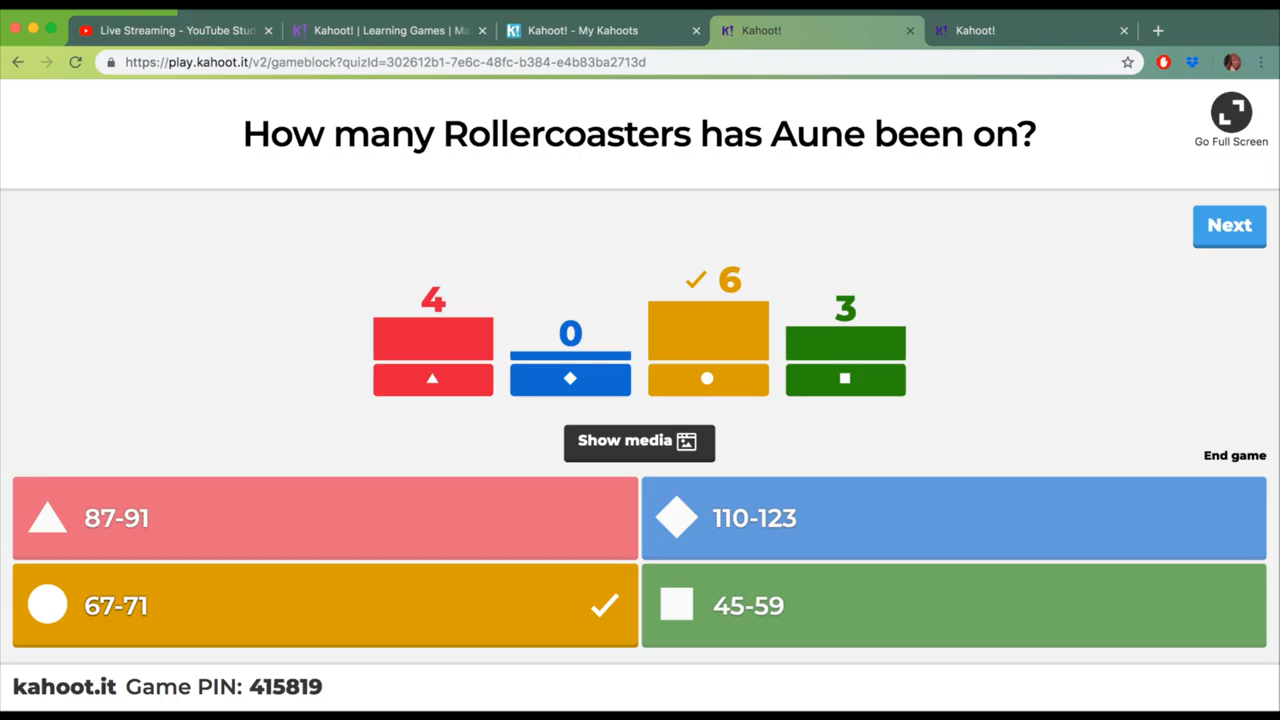 Live Streaming - YouTube Stud
Kahoot! | Learning Games | Ma
Kahoot! - My Kahoots
Kahoot!
Kahoot!
https://play.kahoot.it/v2/gameblock?quizId=302612b1-7e6c-48fc-b384-e4b83ba2713d
How many Rollercoasters has Aune been on?
Go Full Screen
Next
4
0
6
3
Show media
End game
87-91
110-123
67-71
45-59
kahoot.it Game PIN: 415819